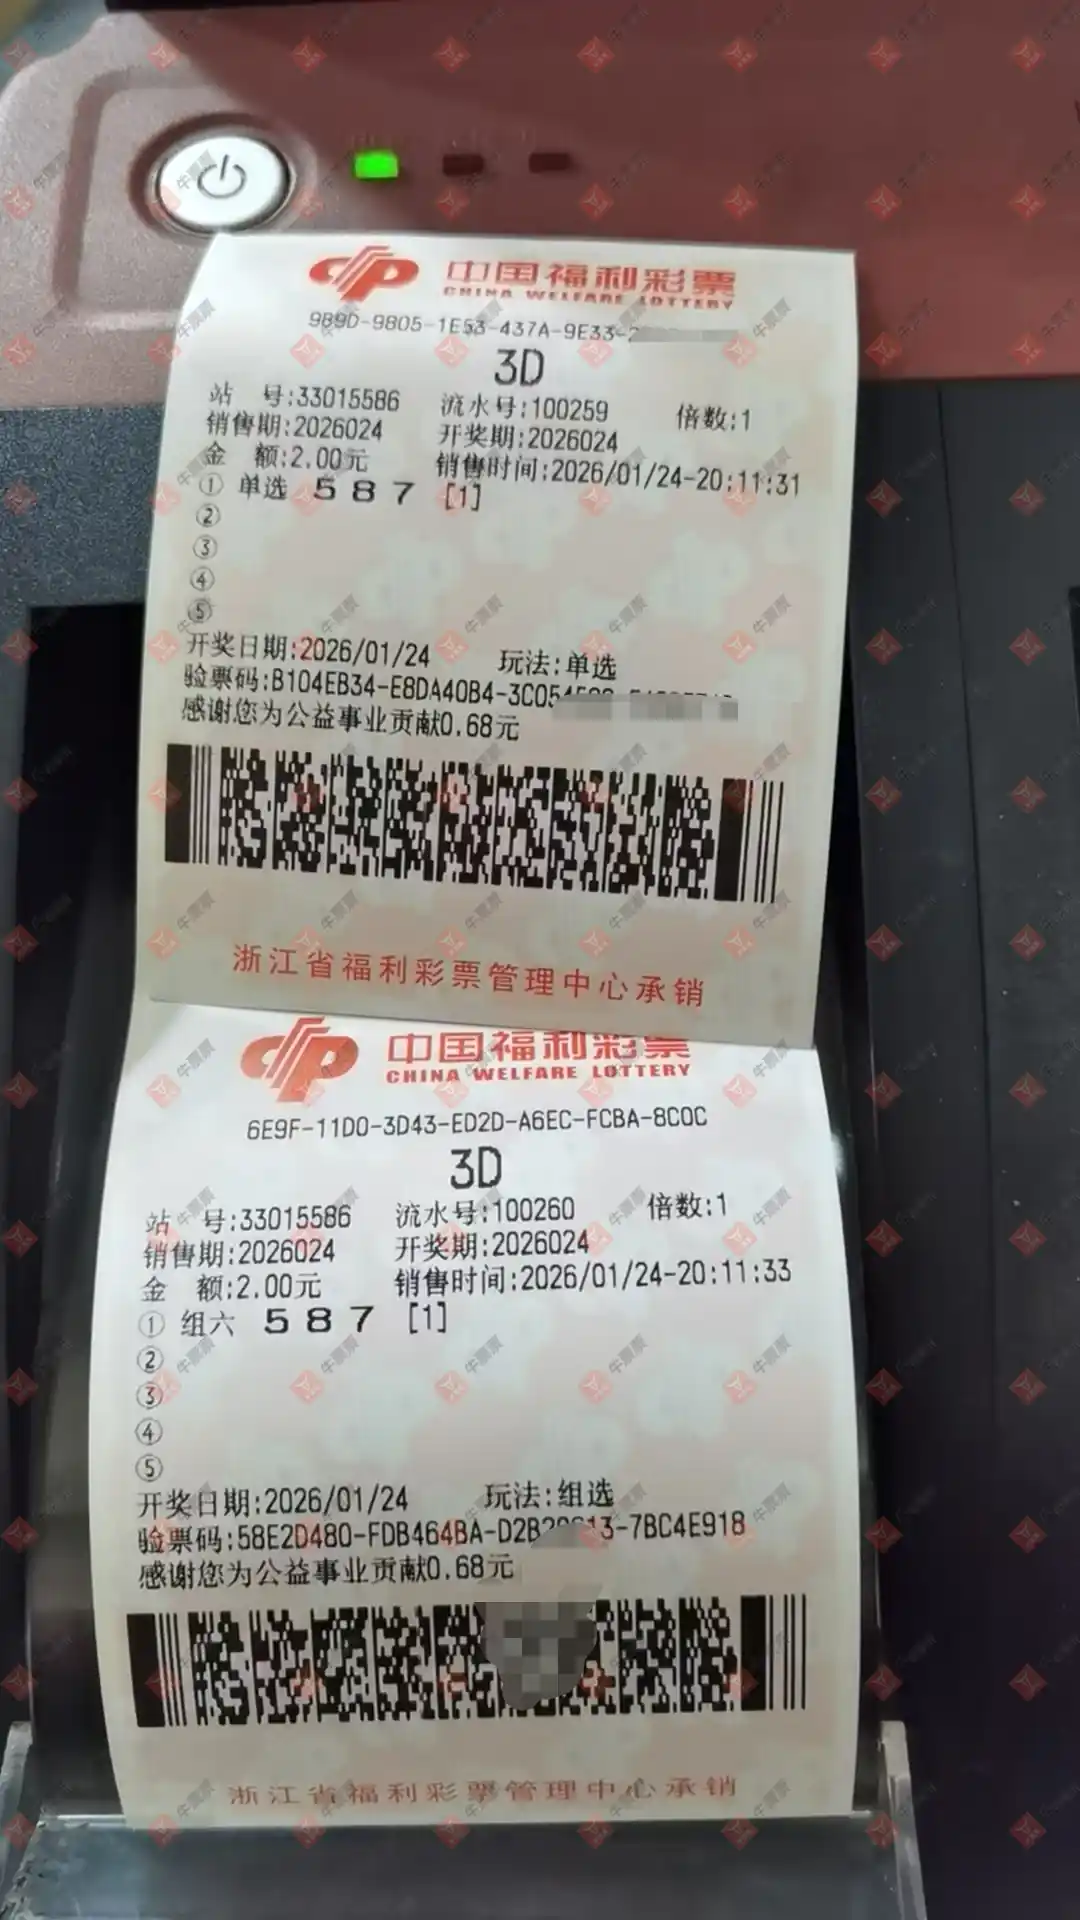 中国福利彩票
CHINA WELFARE LOTTERY
989D-9805-1E53-437A-9E33-2
3D
站 号:33015586 流水号:100259 倍数:1
销售期:2026024 开奖期:2026024
金 额:2.00元 销售时间:2026/01/24-20:11:31
① 单选 5 8 7 [1]
②
③
④
⑤
开奖日期:2026/01/24 玩法:单选
验票码:B104EB34-E8DA40B4-3C054
感谢您为公益事业贡献0.68元
浙江省福利彩票管理中心承销
中国福利彩票
CHINA WELFARE LOTTERY
6E9F-11D0-3D43-ED2D-A6EC-FCBA-8C0C
3D
站 号:33015586 流水号:100260 倍数:1
销售期:2026024 开奖期:2026024
金 额:2.00元 销售时间:2026/01/24-20:11:33
① 组六 5 8 7 [1]
②
③
④
⑤
开奖日期:2026/01/24 玩法:组选
验票码:58E2D480-FDB464BA-D2B 13-7BC4E918
感谢您为公益事业贡献0.68元
浙江省福利彩票管理中心承销
牛票票